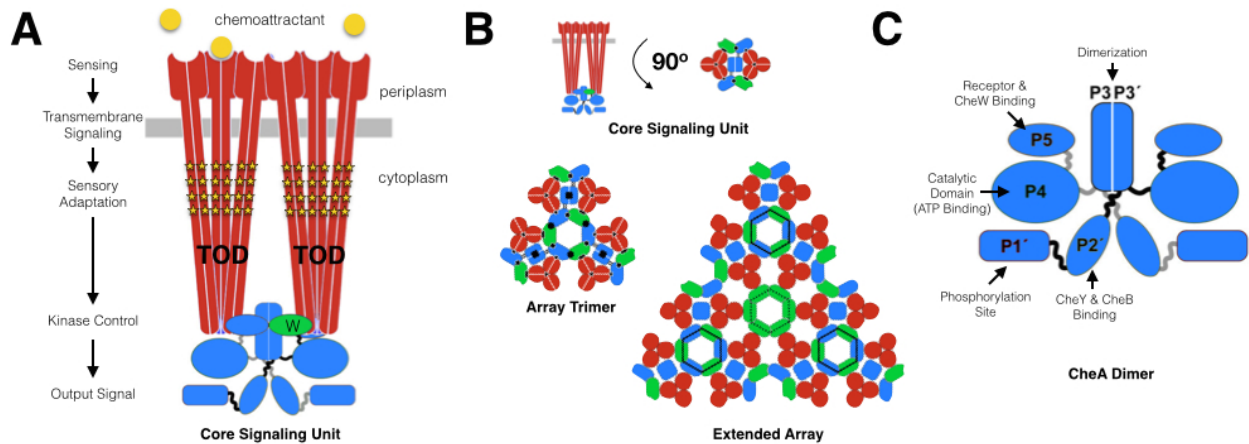 A
chemoattractant
Sensing
Transmembrane
Signaling
Sensory
Adaptation
Kinase Control
Output Signal
periplasm
cytoplasm
TOD
TOD
W
Core Signaling Unit
B
90º
Core Signaling Unit
Array Trimer
Extended Array
C
Dimerization
P3 P3´
Receptor &
CheW Binding
P5
Catalytic
Domain
(ATP Binding)
P4
P1´
P2´
Phosphorylation
Site
CheY & CheB
Binding
CheA Dimer